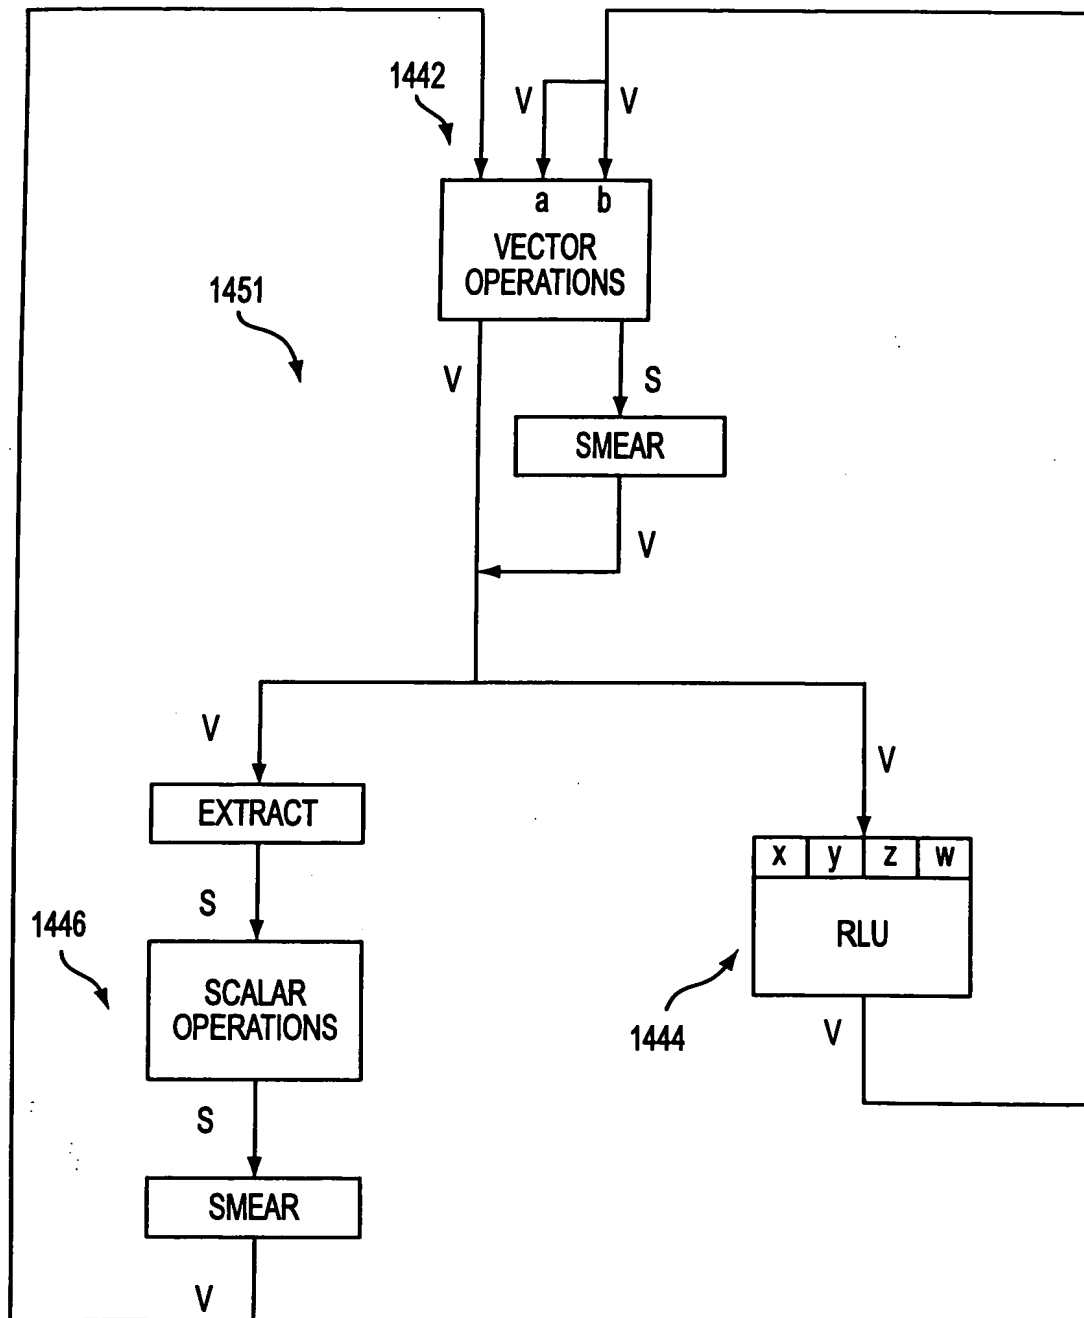 1442
V V
a b
VECTOR
OPERATIONS
1451
V S
SMEAR
V
V
V
EXTRACT
x y z w
S
RLU
1446
SCALAR
OPERATIONS
1444
V
S
SMEAR
V